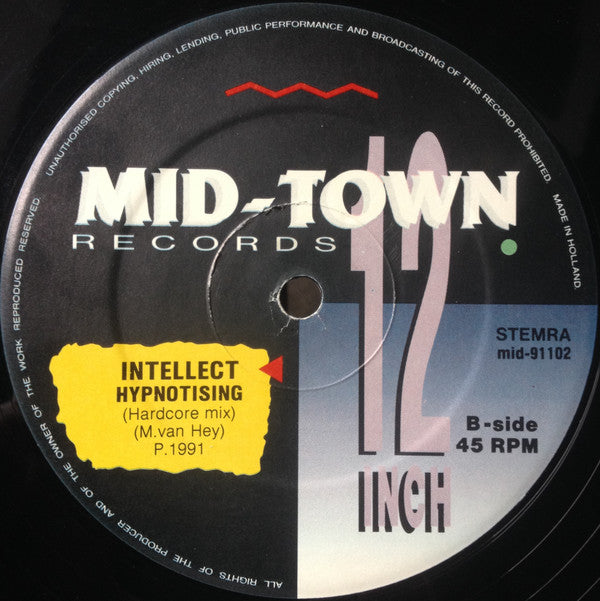 UNAUTHORISED COPYING, HIRING, LENDING, PUBLIC PERFORMANCE AND BROADCASTING OF THIS RECORD PROHIBITED. MADE IN HOLLAND.
MID-TOWN
RECORDS
12
INCH
STEMRA
mid-91102
B-side
45 RPM
INTELLECT
HYPNOTISING
(Hardcore mix)
(M.van Hey)
P.1991
ALL RIGHTS OF THE PRODUCER AND OF THE OWNER OF THE WORK REPRODUCED RESERVED.